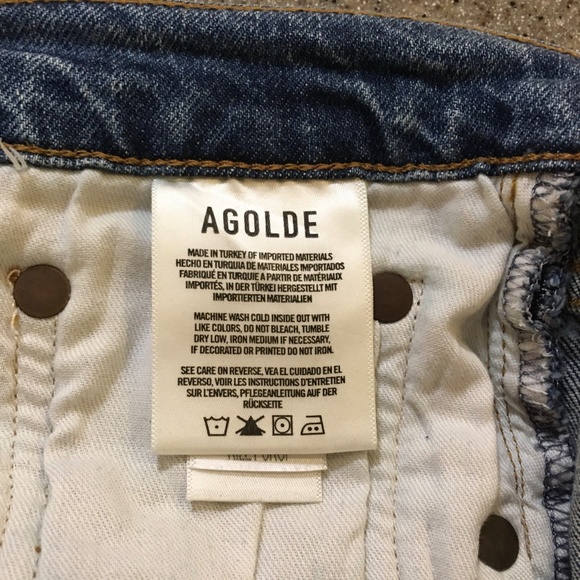 AGOLDE
MADE IN TURKEY OF IMPORTED MATERIALS
HECHO EN TURQUIA DE MATERIALES IMPORTADOS
FABRIQUÉ EN TURQUIE A PARTIR DE MATÉRIAUX
IMPORTÉS, IN DER TÜRKEI HERGESTELLT MIT
IMPORTIERTEN MATERIALIEN
MACHINE WASH COLD INSIDE OUT WITH
LIKE COLORS, DO NOT BLEACH, TUMBLE
DRY LOW, IRON MEDIUM IF NECESSARY,
IF DECORATED OR PRINTED DO NOT IRON.
SEE CARE ON REVERSE, VEA EL CUIDADO EN EL
REVERSO, VOIR LES INSTRUCTIONS D'ENTRETIEN
SUR L'ENVERS, PFLEGEANLEITUNG AUF DER
RÜCKSEITE